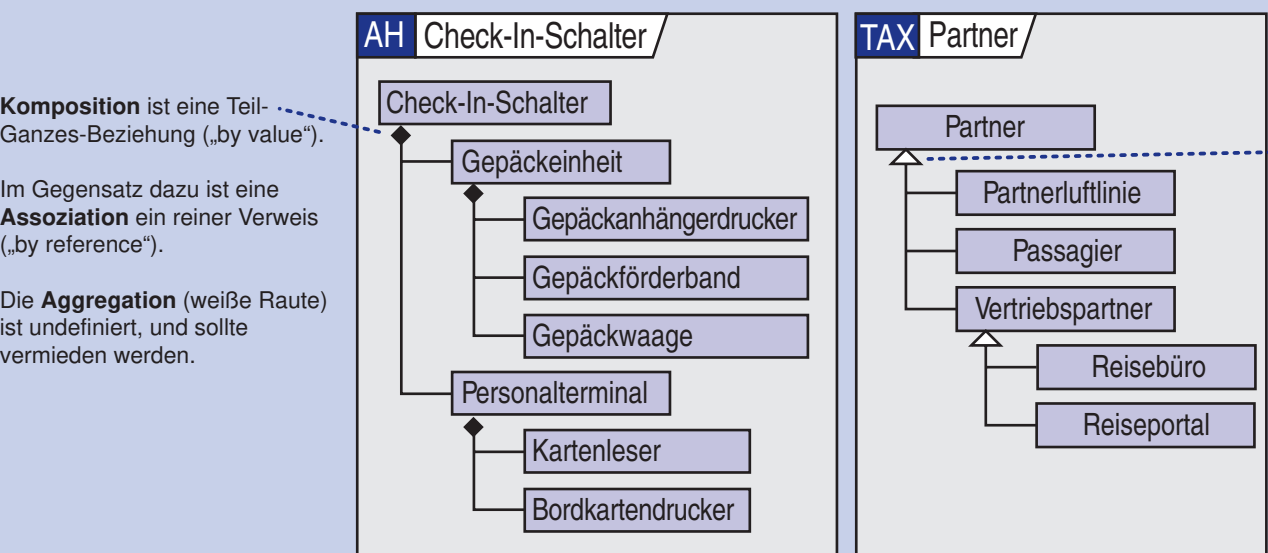 Komposition ist eine Teil-
Ganzes-Beziehung („by value“).
Im Gegensatz dazu ist eine
Assoziation ein reiner Verweis
(„by reference“).
Die Aggregation (weiße Raute)
ist undefiniert, und sollte
vermieden werden.
AH Check-In-Schalter
Check-In-Schalter
Gepäckeinheit
Gepäckanhängerdrucker
Gepäckförderband
Gepäckwaage
Personalterminal
Kartenleser
Bordkartendrucker
TAX Partner
Partner
Partnerluftlinie
Passagier
Vertriebspartner
Reisebüro
Reiseportal